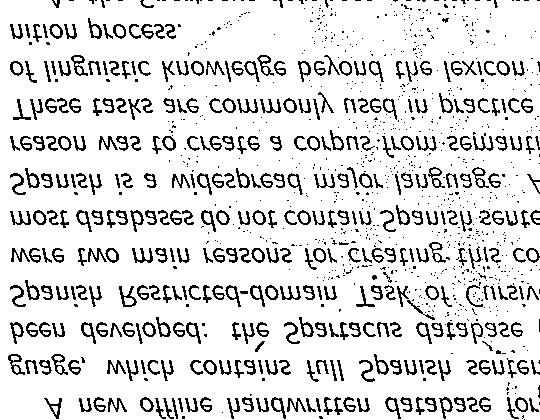 A new offline handwritten database for
guage, which contains full Spanish senten
been developed: the Spartacus database
Spanish Restricted-domain Task of Cursiv
were two main reasons for creating this co
most databases do not contain Spanish sente
Spanish is a widespread major language. A
reason was to create a corpus from semanti
These tasks are commonly used in practice
of linguistic knowledge beyond the lexicon
nition process.